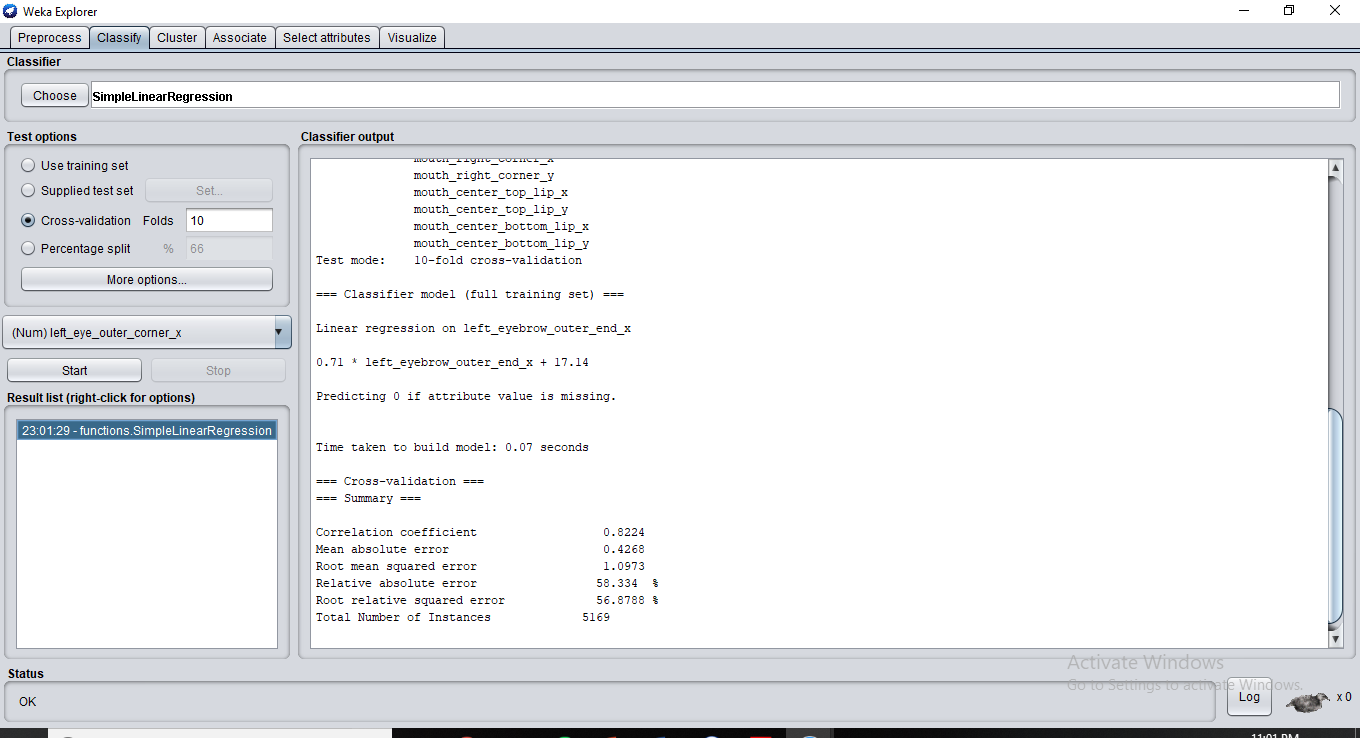 Weka Explorer
Preprocess Classify Cluster Associate Select attributes Visualize
Classifier
Choose SimpleLinearRegression
Test options
Use training set
Supplied test set Set...
Cross-validation Folds 10
Percentage split % 66
More options...
(Num) left_eye_outer_corner_x
Start Stop
Result list (right-click for options)
23:01:29 - functions.SimpleLinearRegression
Classifier output
mouth_right_corner_x
mouth_right_corner_y
mouth_center_top_lip_x
mouth_center_top_lip_y
mouth_center_bottom_lip_x
mouth_center_bottom_lip_y
Test mode: 10-fold cross-validation
=== Classifier model (full training set) ===
Linear regression on left_eyebrow_outer_end_x
0.71 * left_eyebrow_outer_end_x + 17.14
Predicting 0 if attribute value is missing.
Time taken to build model: 0.07 seconds
=== Cross-validation ===
=== Summary ===
Correlation coefficient 0.8224
Mean absolute error 0.4268
Root mean squared error 1.0973
Relative absolute error 58.334 %
Root relative squared error 56.8788 %
Total Number of Instances 5169
Activate Windows
Go to Settings to activate Windows.
Status
OK
Log
x 0
11:01 PM